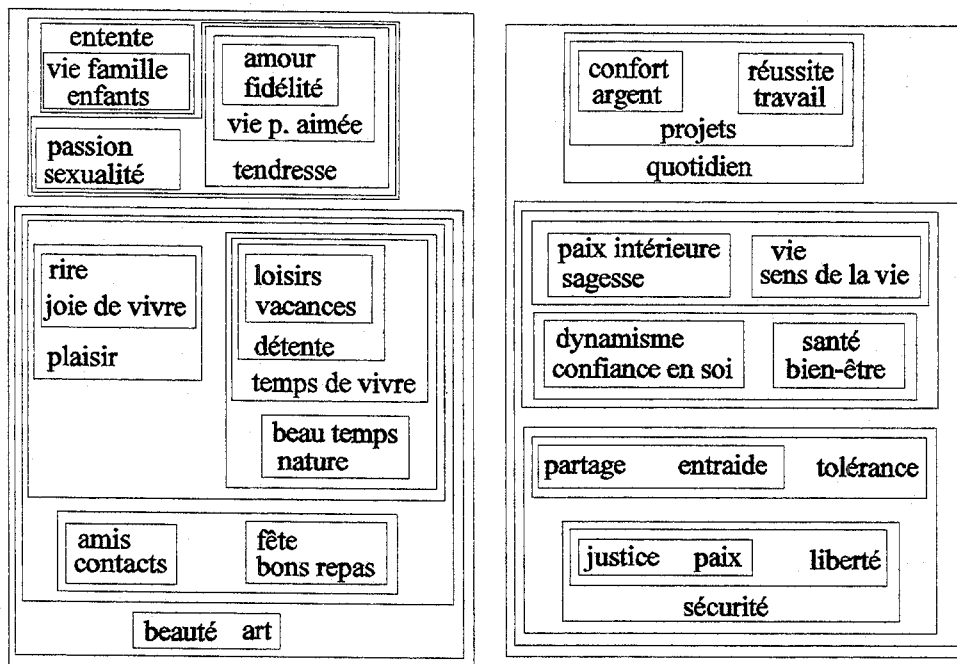 entente
vie famille
enfants
amour
fidélité
vie p. aimée
tendresse
passion
sexualité
rire
joie de vivre
plaisir
loisirs
vacances
détente
temps de vivre
beau temps
nature
amis
contacts
fête
bons repas
beauté art
confort
argent
réussite
travail
projets
quotidien
paix intérieure
sagesse
vie
sens de la vie
dynamisme
confiance en soi
santé
bien-être
partage entraide tolérance
justice paix liberté
sécurité